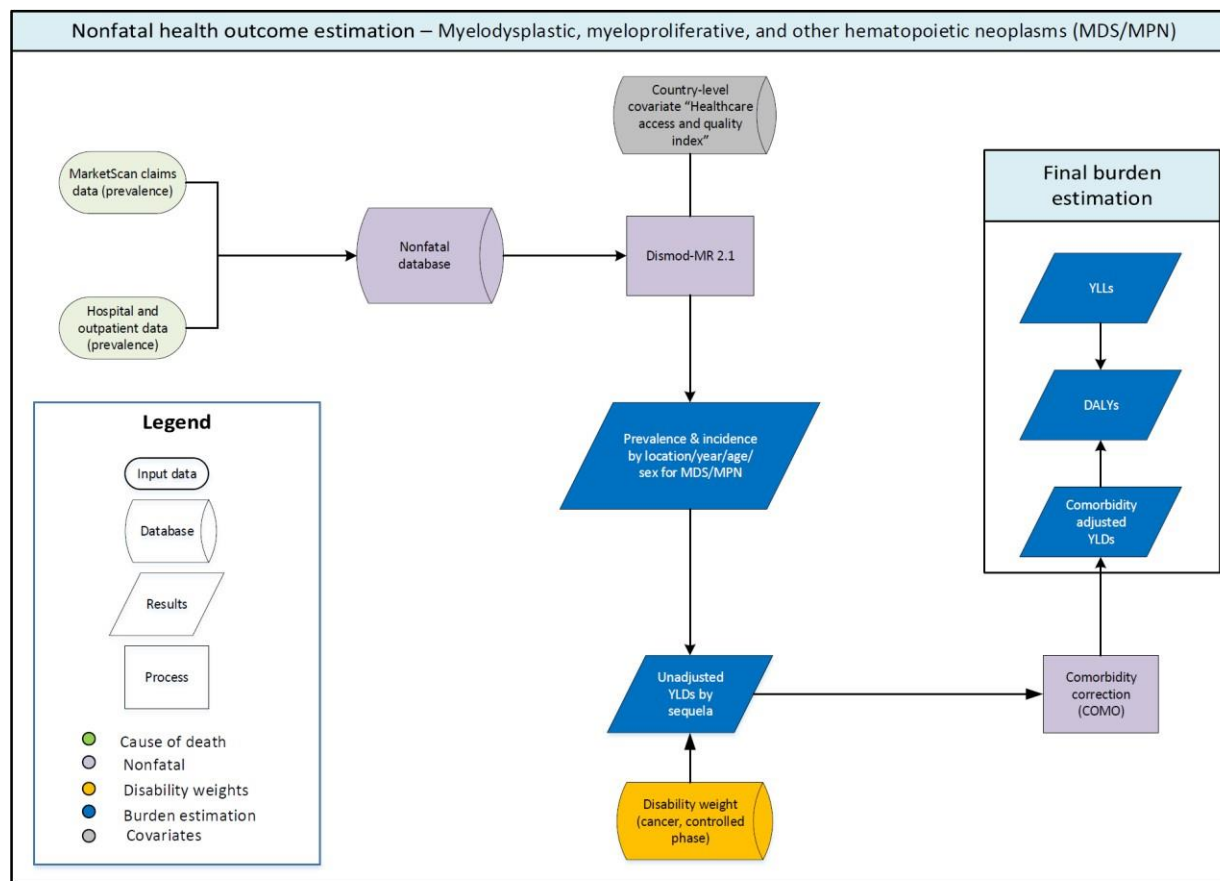 Nonfatal health outcome estimation – Myelodysplastic, myeloproliferative, and other hematopoietic neoplasms (MDS/MPN)
Country-level
covariate "Healthcare
access and quality
index"
MarketScan claims
data (prevalence)
Hospital and
outpatient data
(prevalence)
Nonfatal
database
Dismod-MR 2.1
Prevalence & incidence
by location/year/age/
sex for MDS/MPN
Unadjusted
YLDs by
sequela
Disability weight
(cancer, controlled
phase)
Comorbidity
correction
(COMO)
Final burden
estimation
YLLs
DALYs
Comorbidity
adjusted
YLDs
Legend
Input data
Database
Results
Process
Cause of death
Nonfatal
Disability weights
Burden estimation
Covariates